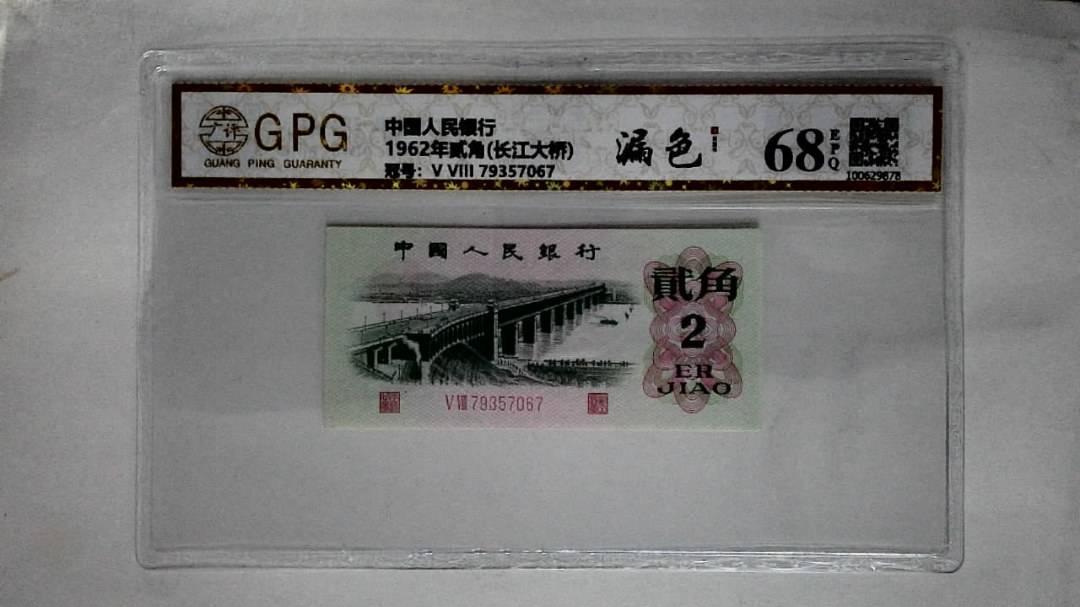 广评
GPG
GUANG PING GUARANTY
中国人民银行
1962年贰角(长江大桥)
冠号: V VIII 79357067
漏色
68
EPQ
100629878
中國人民銀行
貳角
2
ER
JIAO
V VIII 79357067